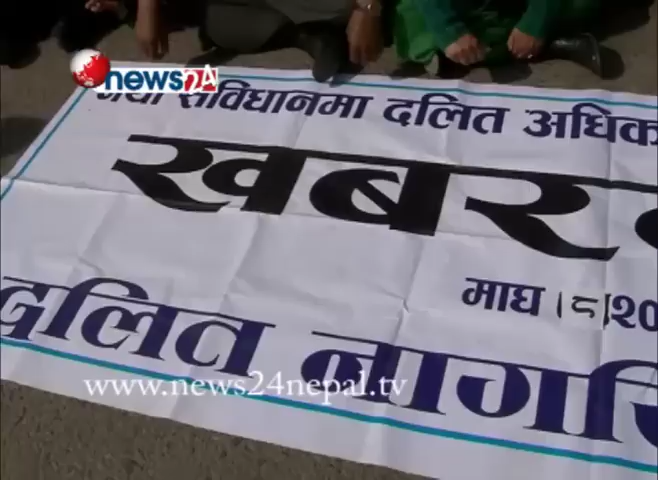 news24
नयाँ संविधानमा दलित अधिक
खबर
माघ ।८।२०
दलित नागरि
www.news24nepal.tv